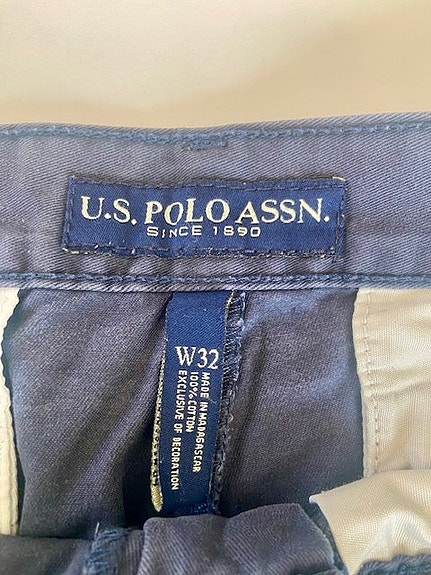 U.S. POLO ASSN.
SINCE 1890
W32
MADE IN MADAGASCAR
100% COTTON
EXCLUSIVE OF DECORATION